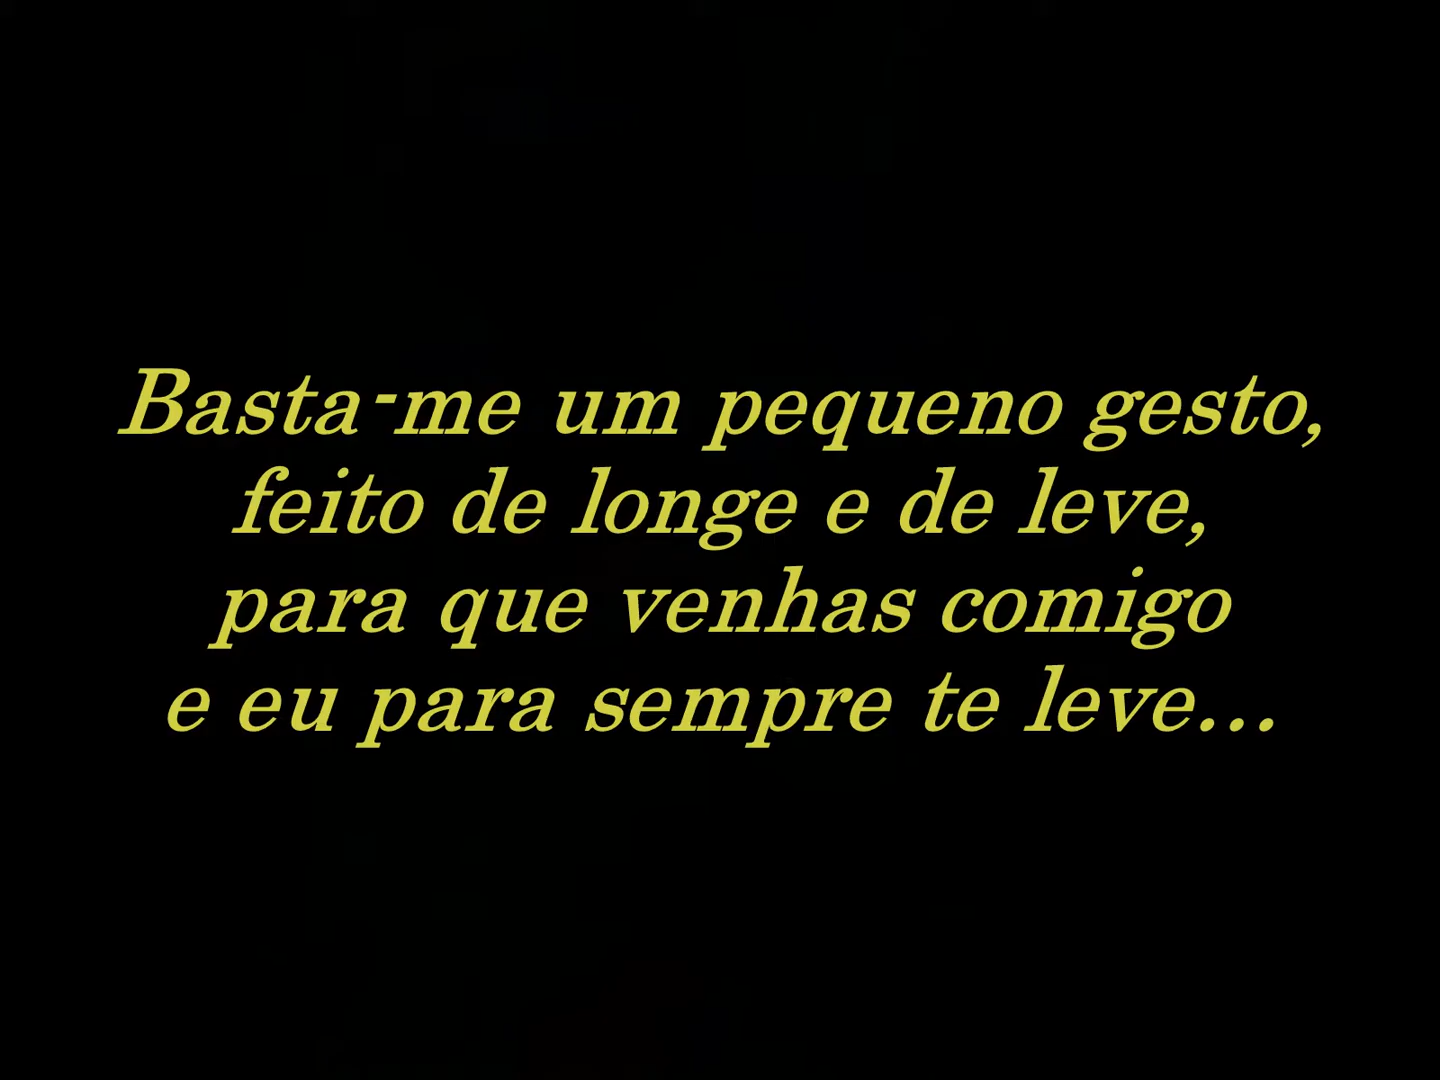 Basta-me um pequeno gesto,
feito de longe e de leve,
para que venhas comigo
e eu para sempre te leve...